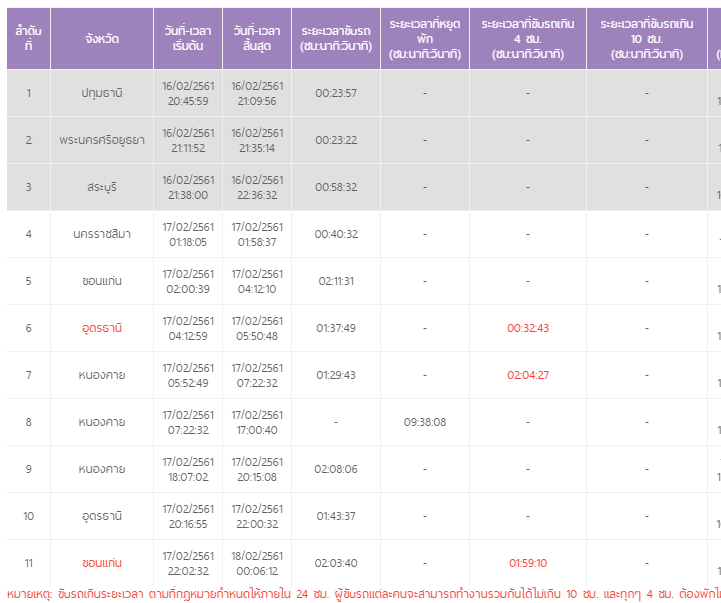 ลำดับที่ จังหวัด วันที่-เวลาเริ่มต้น วันที่-เวลาสิ้นสุด ระยะเวลาขับรถ (ชม:นาที:วินาที) ระยะเวลาที่หยุดพัก (ชม:นาที:วินาที) ระยะเวลาที่ขับรถเกิน 4 ชม. (ชม:นาที:วินาที) ระยะเวลาที่ขับรถเกิน 10 ชม. (ชม:นาที:วินาที)
1 ปทุมธานี 16/02/2561 20:45:59 16/02/2561 21:09:56 00:23:57 - - -
2 พระนครศรีอยุธยา 16/02/2561 21:11:52 16/02/2561 21:35:14 00:23:22 - - -
3 สระบุรี 16/02/2561 21:38:00 16/02/2561 22:36:32 00:58:32 - - -
4 นครราชสีมา 17/02/2561 01:18:05 17/02/2561 01:58:37 00:40:32 - - -
5 ขอนแก่น 17/02/2561 02:00:39 17/02/2561 04:12:10 02:11:31 - - -
6 อุดรธานี 17/02/2561 04:12:59 17/02/2561 05:50:48 01:37:49 - 00:32:43 -
7 หนองคาย 17/02/2561 05:52:49 17/02/2561 07:22:32 01:29:43 - 02:04:27 -
8 หนองคาย 17/02/2561 07:22:32 17/02/2561 17:00:40 - 09:38:08 - -
9 หนองคาย 17/02/2561 18:07:02 17/02/2561 20:15:08 02:08:06 - - -
10 อุดรธานี 17/02/2561 20:16:55 17/02/2561 22:00:32 01:43:37 - - -
11 ขอนแก่น 17/02/2561 22:02:32 18/02/2561 00:06:12 02:03:40 - 01:59:10 -
หมายเหตุ: ขับรถเกินระยะเวลา ตามที่กฎหมายกำหนดให้ภายใน 24 ชม. ผู้ขับรถแต่ละคนจะสามารถทำงานรวมกันได้ไม่เกิน 10 ชม. และทุกๆ 4 ชม. ต้องพัก